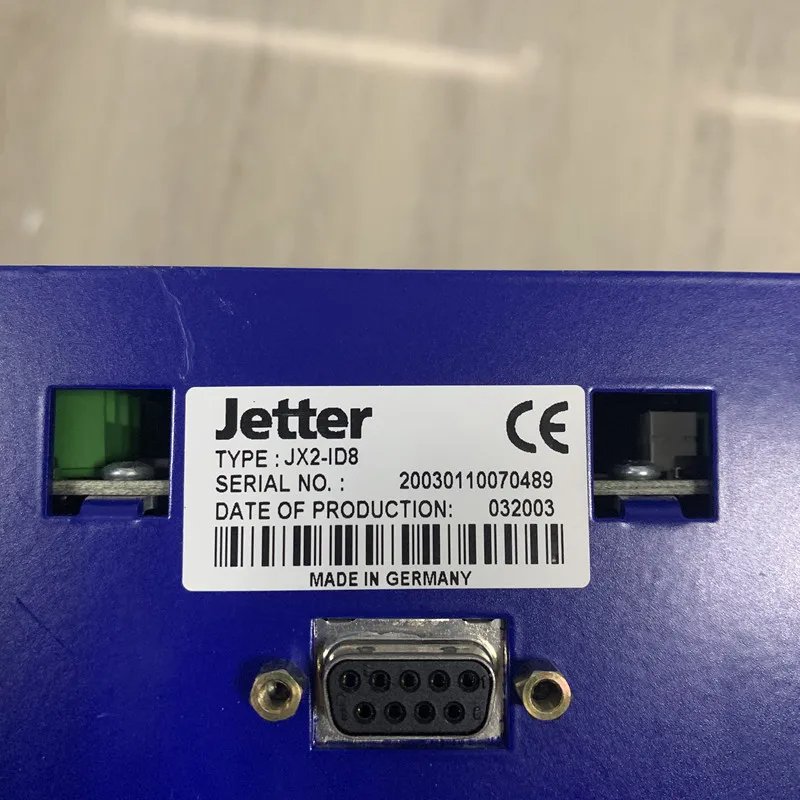 Jetter
CE
TYPE : JX2-ID8
SERIAL NO. : 20030110070489
DATE OF PRODUCTION: 032003
MADE IN GERMANY